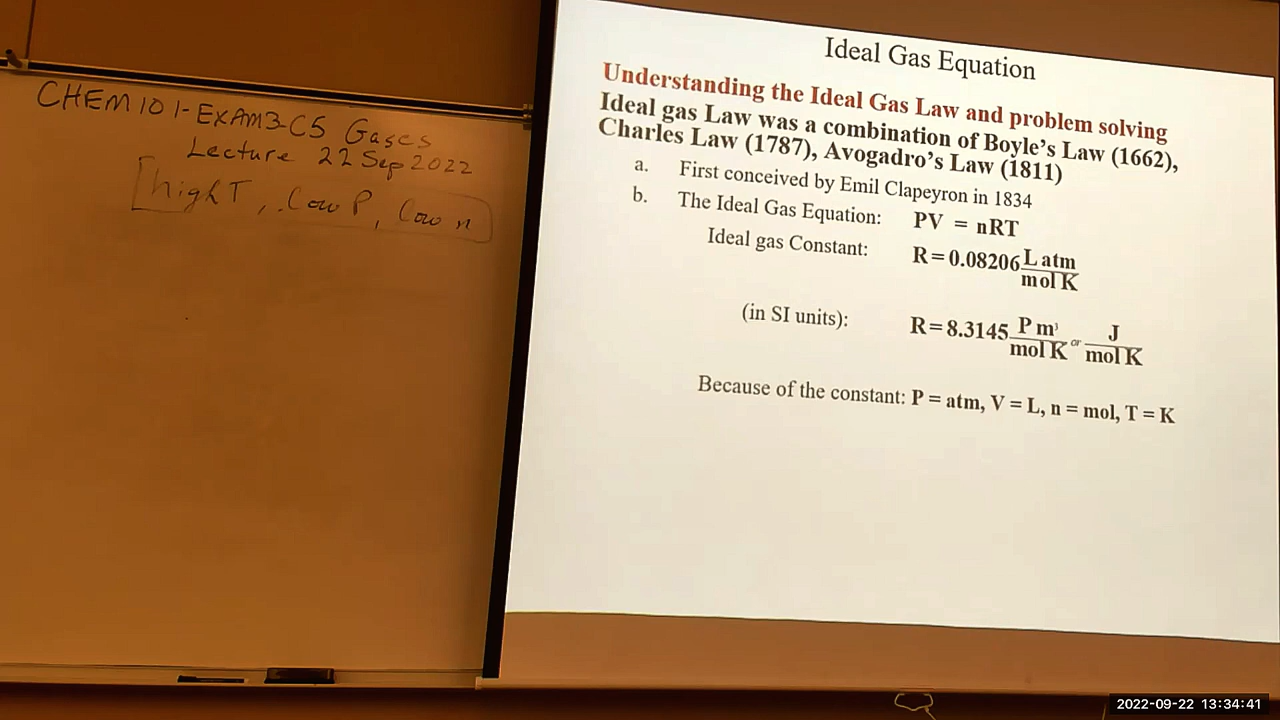 CHEM 101-EXAM3-C5 Gases
Lecture 22 Sep 2022
high T, Low P, Low n
Ideal Gas Equation
Understanding the Ideal Gas Law and problem solving
Ideal gas Law was a combination of Boyle's Law (1662),
Charles Law (1787), Avogadro's Law (1811)
a. First conceived by Emil Clapeyron in 1834
b. The Ideal Gas Equation: PV = nRT
Ideal gas Constant: R = 0.08206 L atm / mol K
(in SI units): R = 8.3145 P m³ / mol K or J / mol K
Because of the constant: P = atm, V = L, n = mol, T = K
2022-09-22 13:34:41